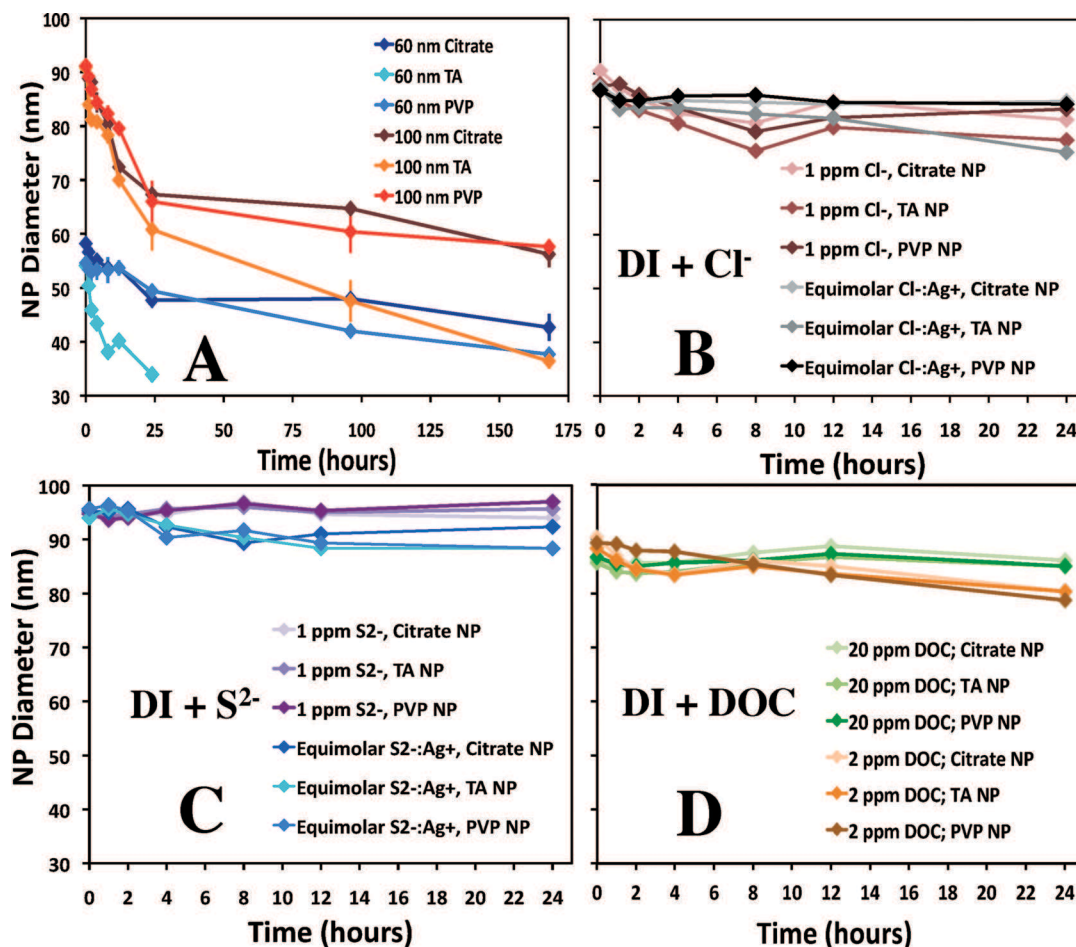 100
90
80
70
60
50
40
30
NP Diameter (nm)
60 nm Citrate
60 nm TA
60 nm PVP
100 nm Citrate
100 nm TA
100 nm PVP
A
0 25 50 75 100 125 150 175
Time (hours)
1 ppm Cl-, Citrate NP
1 ppm Cl-, TA NP
1 ppm Cl-, PVP NP
Equimolar Cl-:Ag+, Citrate NP
Equimolar Cl-:Ag+, TA NP
Equimolar Cl-:Ag+, PVP NP
DI + Cl⁻
B
0 2 4 6 8 10 12 14 16 18 20 22 24
Time (hours)
100
90
80
70
60
50
40
30
NP Diameter (nm)
1 ppm S2-, Citrate NP
1 ppm S2-, TA NP
1 ppm S2-, PVP NP
Equimolar S2-:Ag+, Citrate NP
Equimolar S2-:Ag+, TA NP
Equimolar S2-:Ag+, PVP NP
DI + S²⁻
C
0 2 4 6 8 10 12 14 16 18 20 22 24
Time (hours)
20 ppm DOC; Citrate NP
20 ppm DOC; TA NP
20 ppm DOC; PVP NP
2 ppm DOC; Citrate NP
2 ppm DOC; TA NP
2 ppm DOC; PVP NP
DI + DOC
D
0 2 4 6 8 10 12 14 16 18 20 22 24
Time (hours)